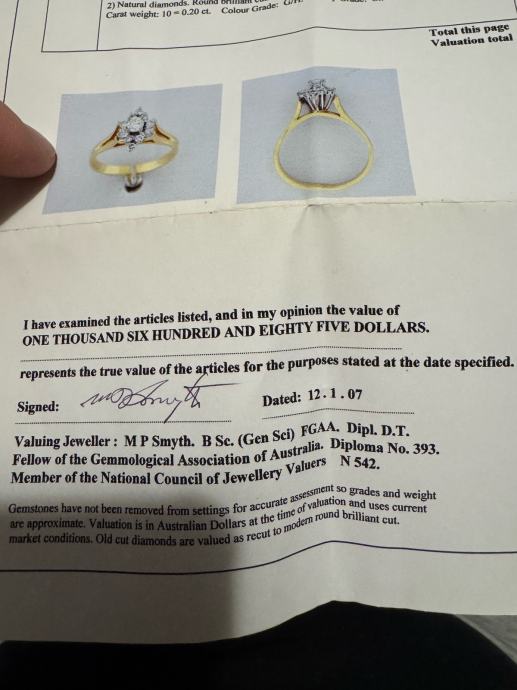 2) Natural diamonds. Round brilliant
Carat weight: 10 = 0.20 ct. Colour Grade: G/H.
Total this page
Valuation total
I have examined the articles listed, and in my opinion the value of
ONE THOUSAND SIX HUNDRED AND EIGHTY FIVE DOLLARS.
represents the true value of the articles for the purposes stated at the date specified.
Signed: M P Smyth Dated: 12.1.07
Valuing Jeweller : M P Smyth. B Sc. (Gen Sci) FGAA. Dipl. D.T.
Fellow of the Gemmological Association of Australia. Diploma No. 393.
Member of the National Council of Jewellery Valuers N 542.
Gemstones have not been removed from settings for accurate assessment so grades and weight
are approximate. Valuation is in Australian Dollars at the time of valuation and uses current
market conditions. Old cut diamonds are valued as recut to modern round brilliant cut.